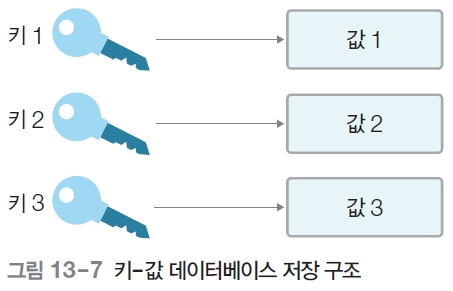 키 1 값 1
키 2 값 2
키 3 값 3
그림 13-7 키-값 데이터베이스 저장 구조